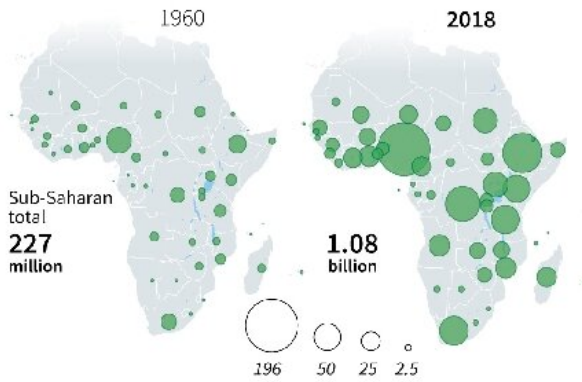 1960
2018
Sub-Saharan
total
227
million
1.08
billion
196 50 25 2.5